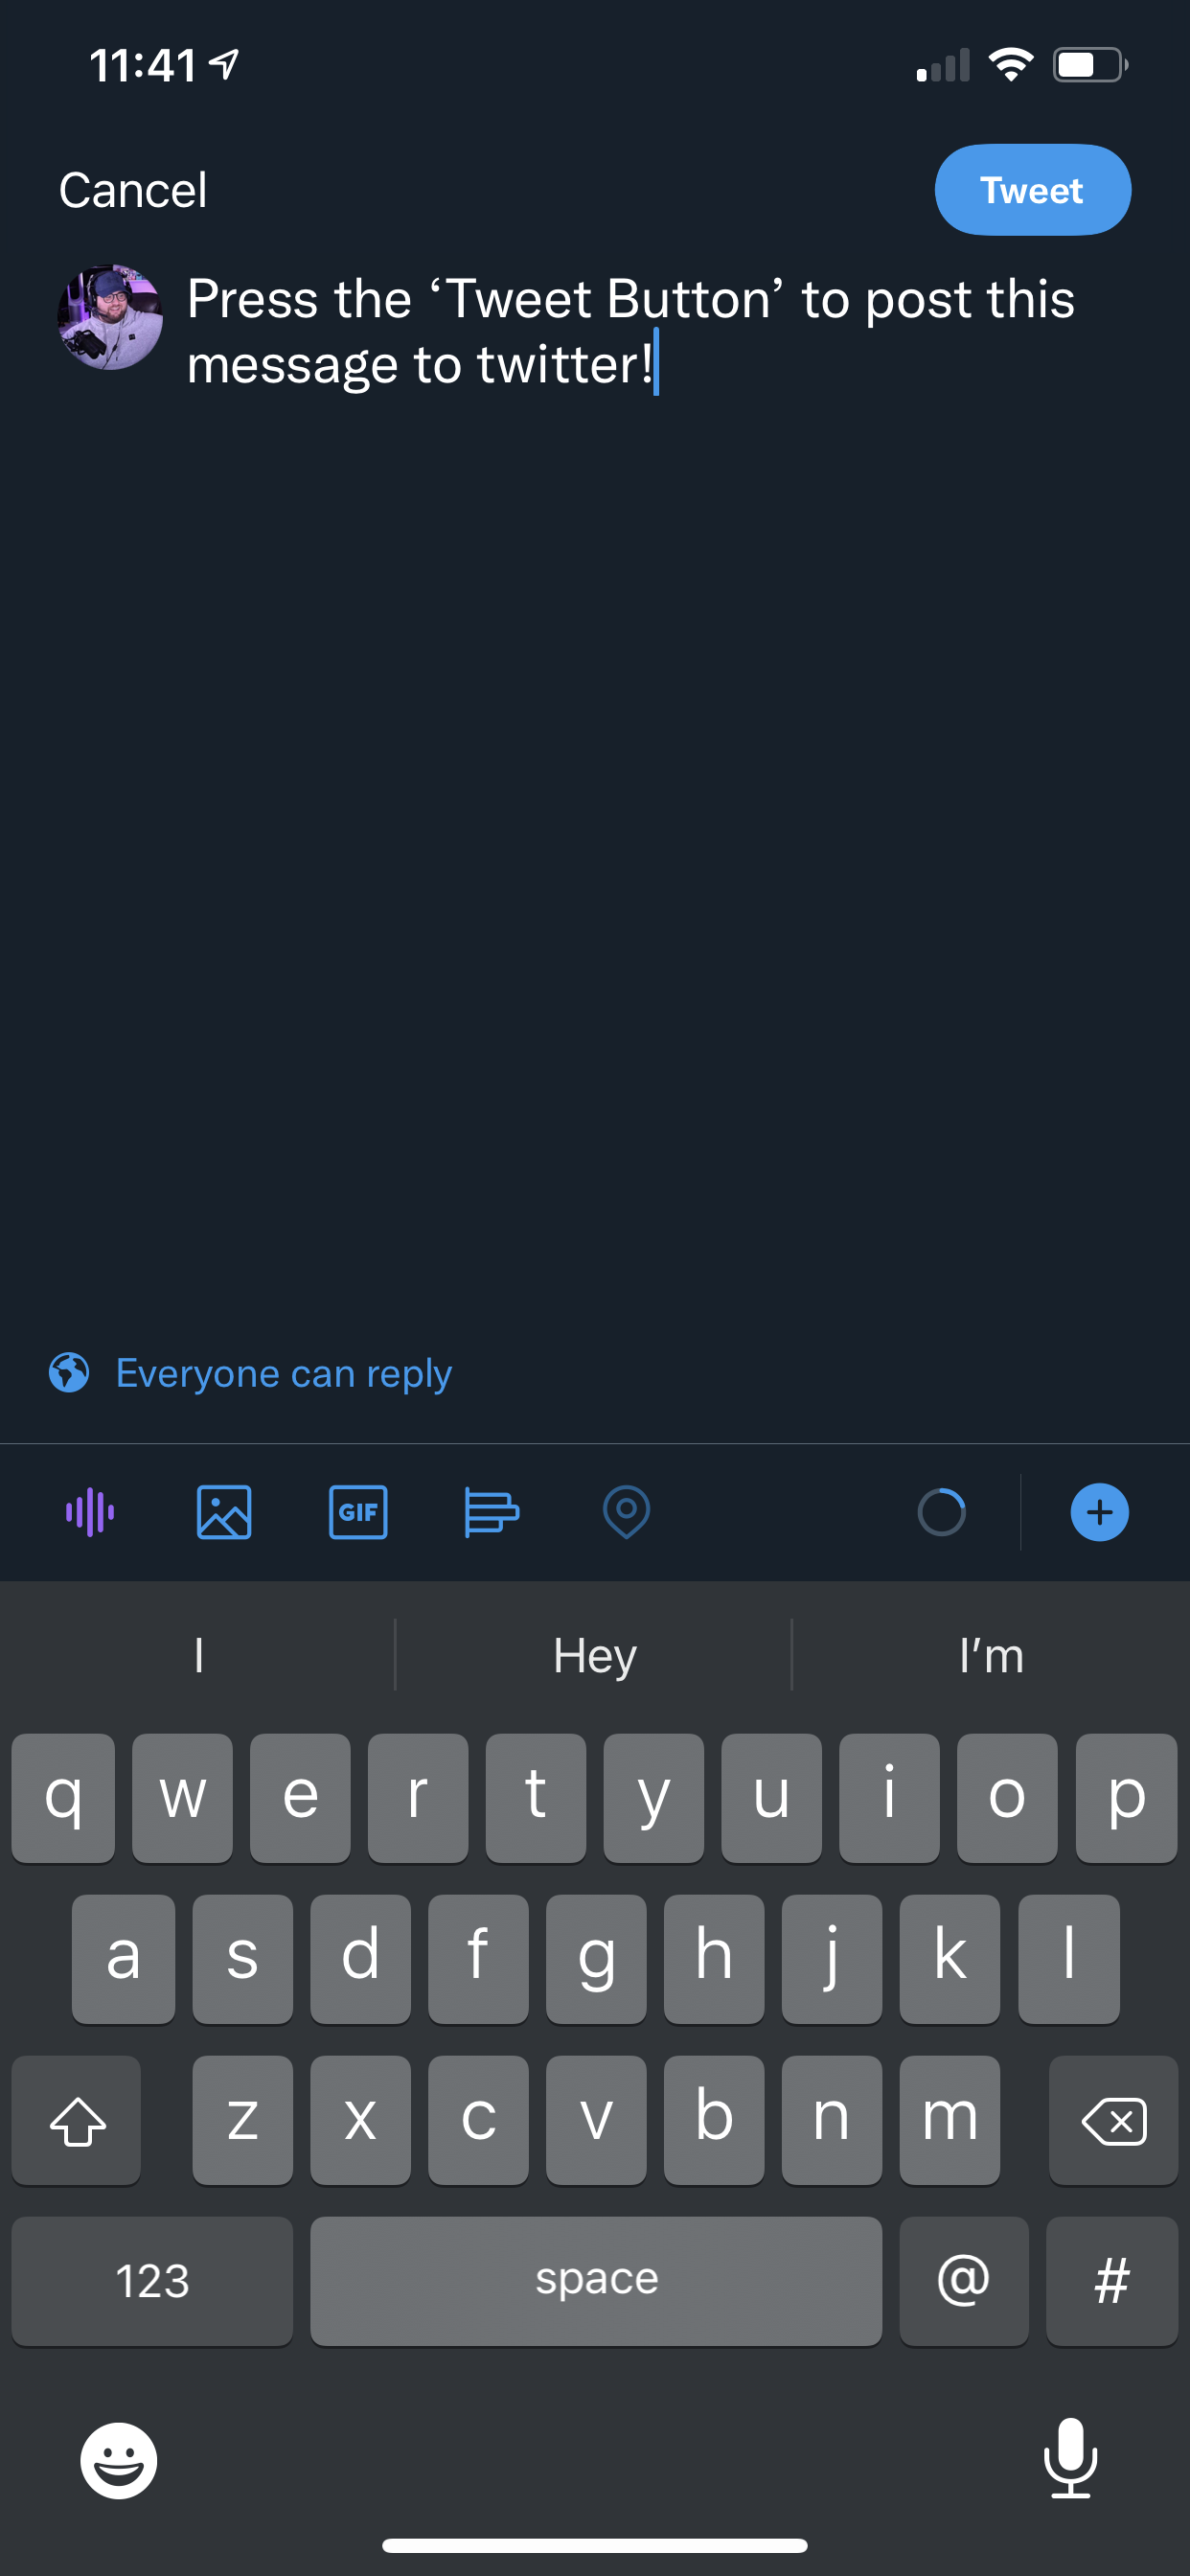 11:41
Cancel
Tweet
Press the ‘Tweet Button’ to post this
message to twitter!
Everyone can reply
GIF
I
Hey
I’m
q w e r t y u i o p
a s d f g h j k l
z x c v b n m
123 space @ #